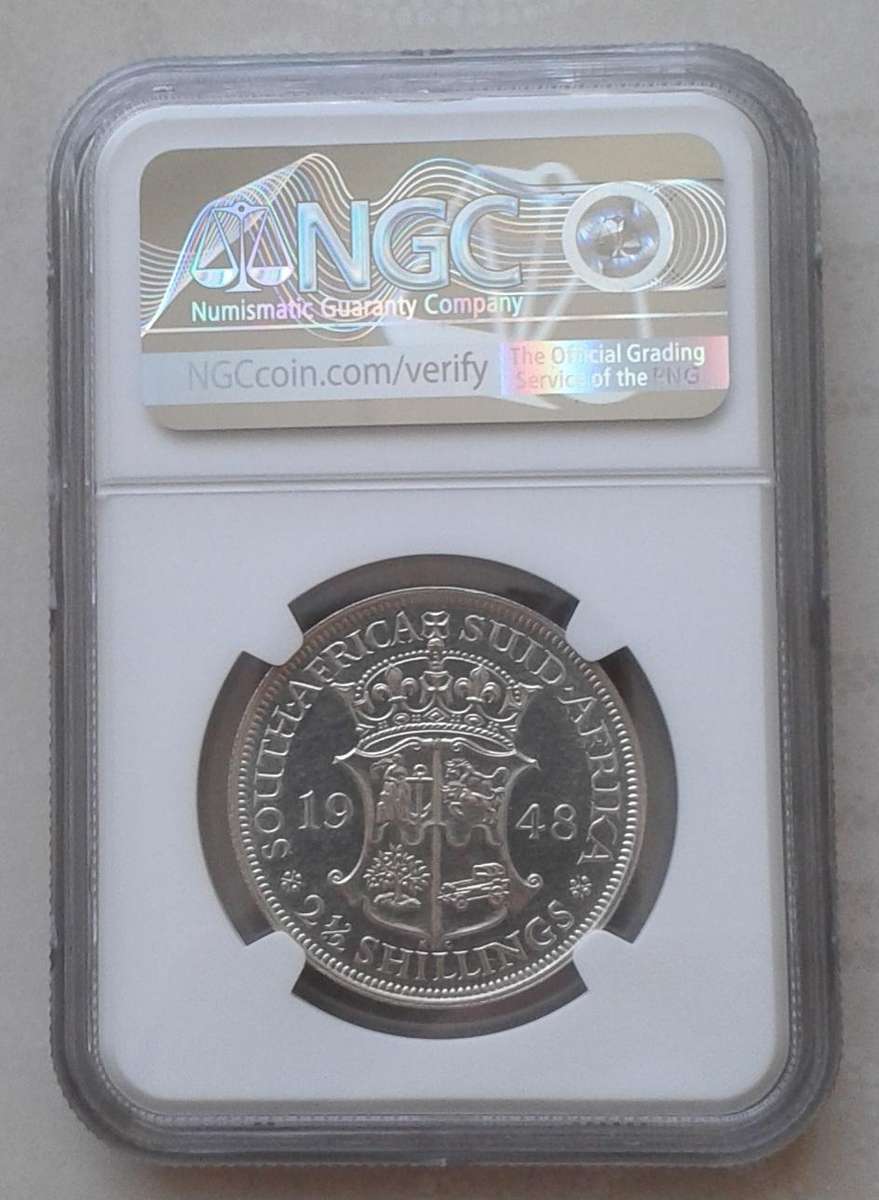 NGC
Numismatic Guaranty Company
NGCcoin.com/verify
The Official Grading
Service of the PNG
SOUTH·AFRICA SUID·AFRIKA
19 48
2½ SHILLINGS